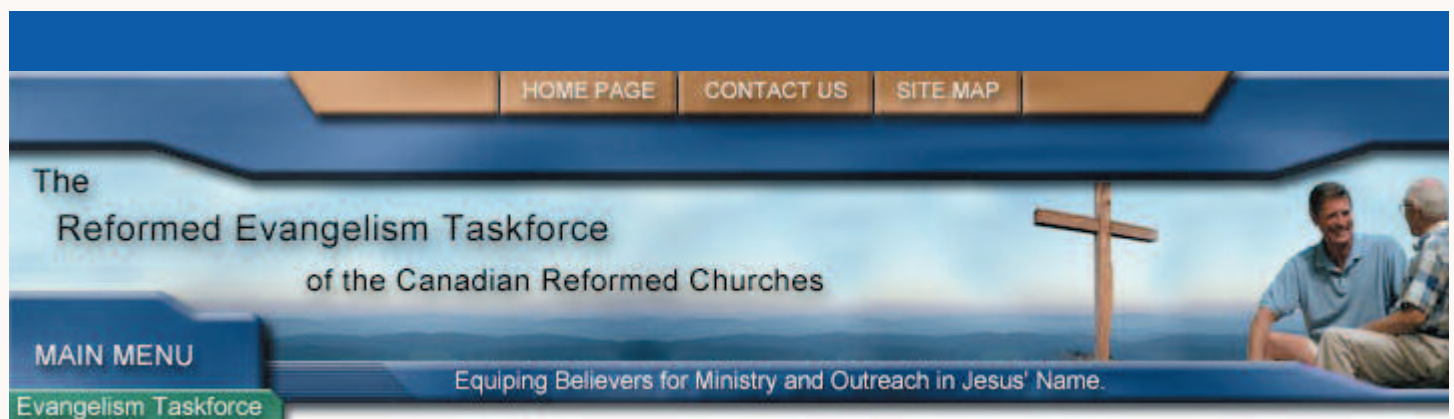 HOME PAGE CONTACT US SITE MAP
The
Reformed Evangelism Taskforce
of the Canadian Reformed Churches
MAIN MENU
Equiping Believers for Ministry and Outreach in Jesus' Name.
Evangelism Taskforce